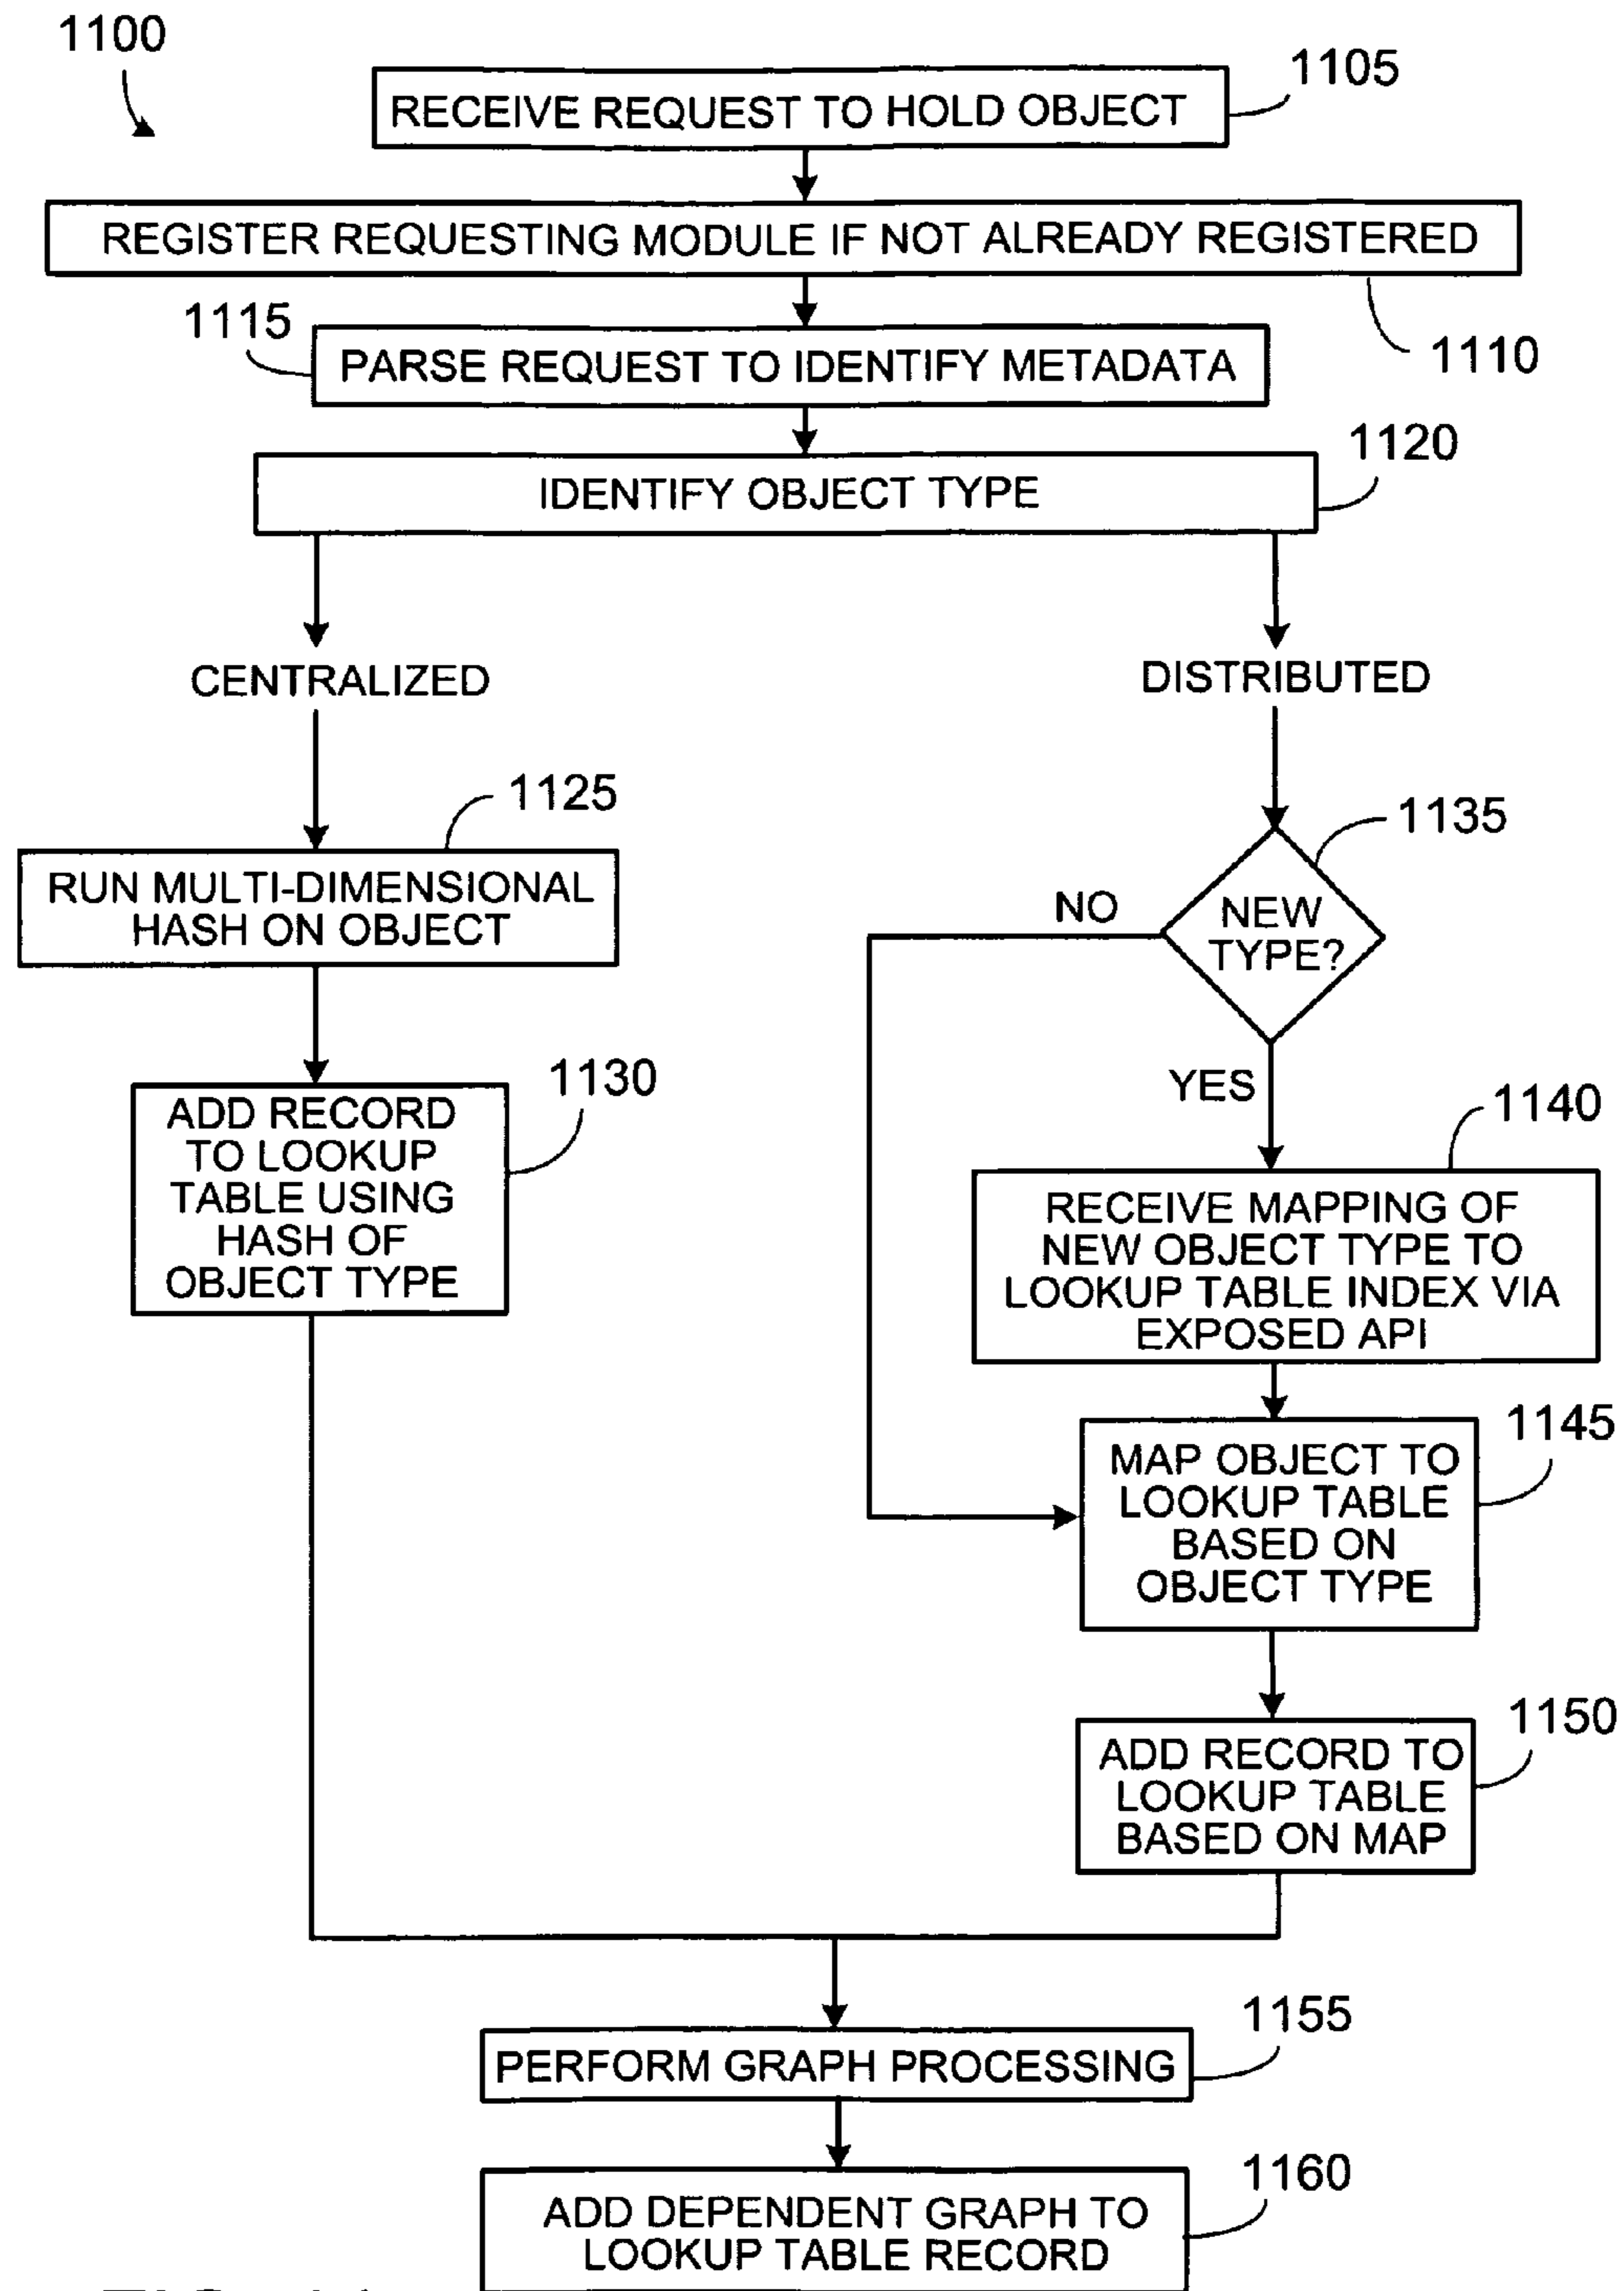 1100
RECEIVE REQUEST TO HOLD OBJECT
1105
REGISTER REQUESTING MODULE IF NOT ALREADY REGISTERED
1110
1115
PARSE REQUEST TO IDENTIFY METADATA
1120
IDENTIFY OBJECT TYPE
CENTRALIZED
DISTRIBUTED
1125
RUN MULTI-DIMENSIONAL
HASH ON OBJECT
1130
ADD RECORD
TO LOOKUP
TABLE USING
HASH OF
OBJECT TYPE
1135
NEW
TYPE?
NO
YES
1140
RECEIVE MAPPING OF
NEW OBJECT TYPE TO
LOOKUP TABLE INDEX VIA
EXPOSED API
1145
MAP OBJECT TO
LOOKUP TABLE
BASED ON
OBJECT TYPE
1150
ADD RECORD TO
LOOKUP TABLE
BASED ON MAP
1155
PERFORM GRAPH PROCESSING
1160
ADD DEPENDENT GRAPH TO
LOOKUP TABLE RECORD